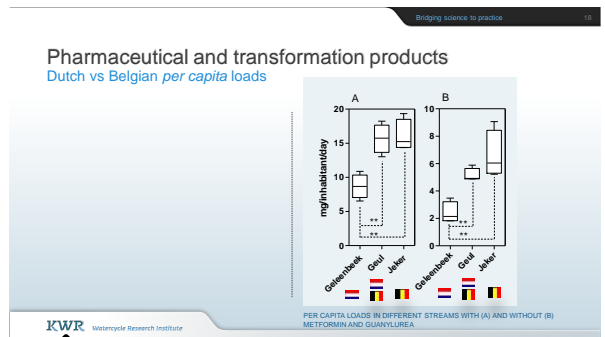 Bridging science to practice
18
Pharmaceutical and transformation products
Dutch vs Belgian per capita loads
A
B
mg/inhabitant/day
20
15
10
5
0
10
8
6
4
2
0
**
**
**
**
Geleenbeek
Geul
Jeker
Geleenbeek
Geul
Jeker
PER CAPITA LOADS IN DIFFERENT STREAMS WITH (A) AND WITHOUT (B)
METFORMIN AND GUANYLUREA
KWR Watercycle Research Institute